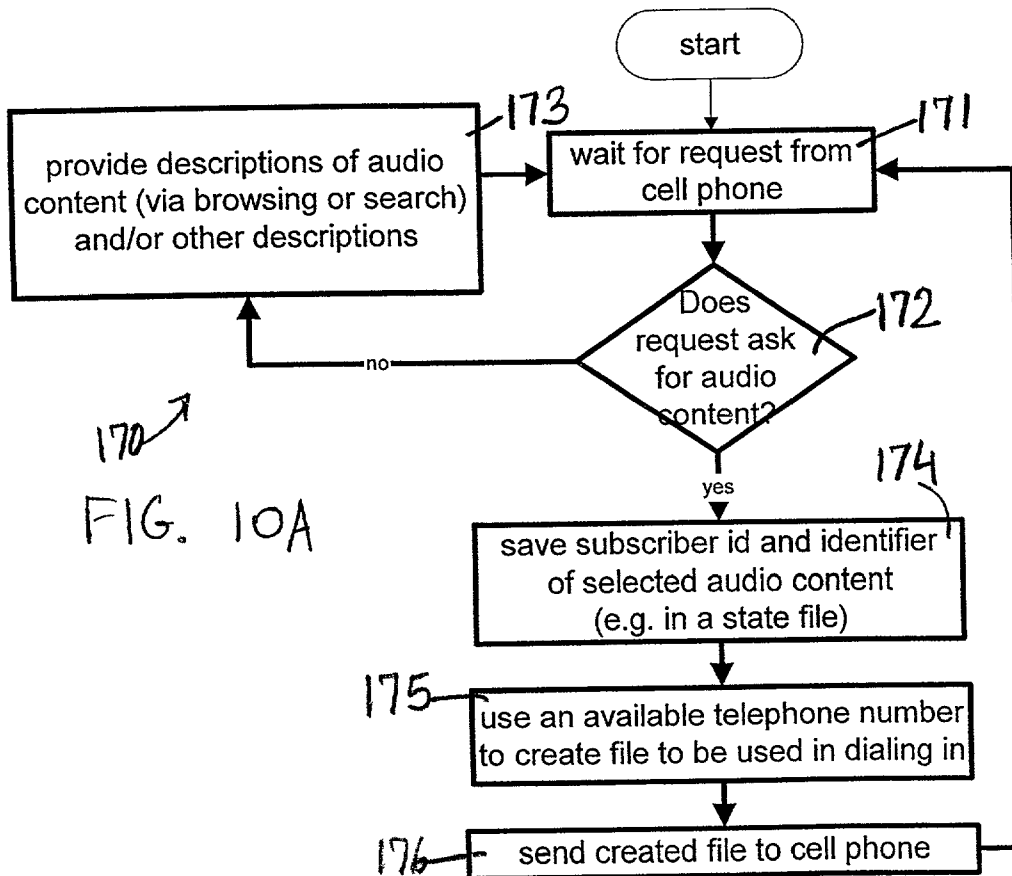 start
173
171
provide descriptions of audio
content (via browsing or search)
and/or other descriptions
wait for request from
cell phone
Does
request ask
for audio
content?
172
no
170
FIG. 10A
yes
174
save subscriber id and identifier
of selected audio content
(e.g. in a state file)
175
use an available telephone number
to create file to be used in dialing in
176
send created file to cell phone